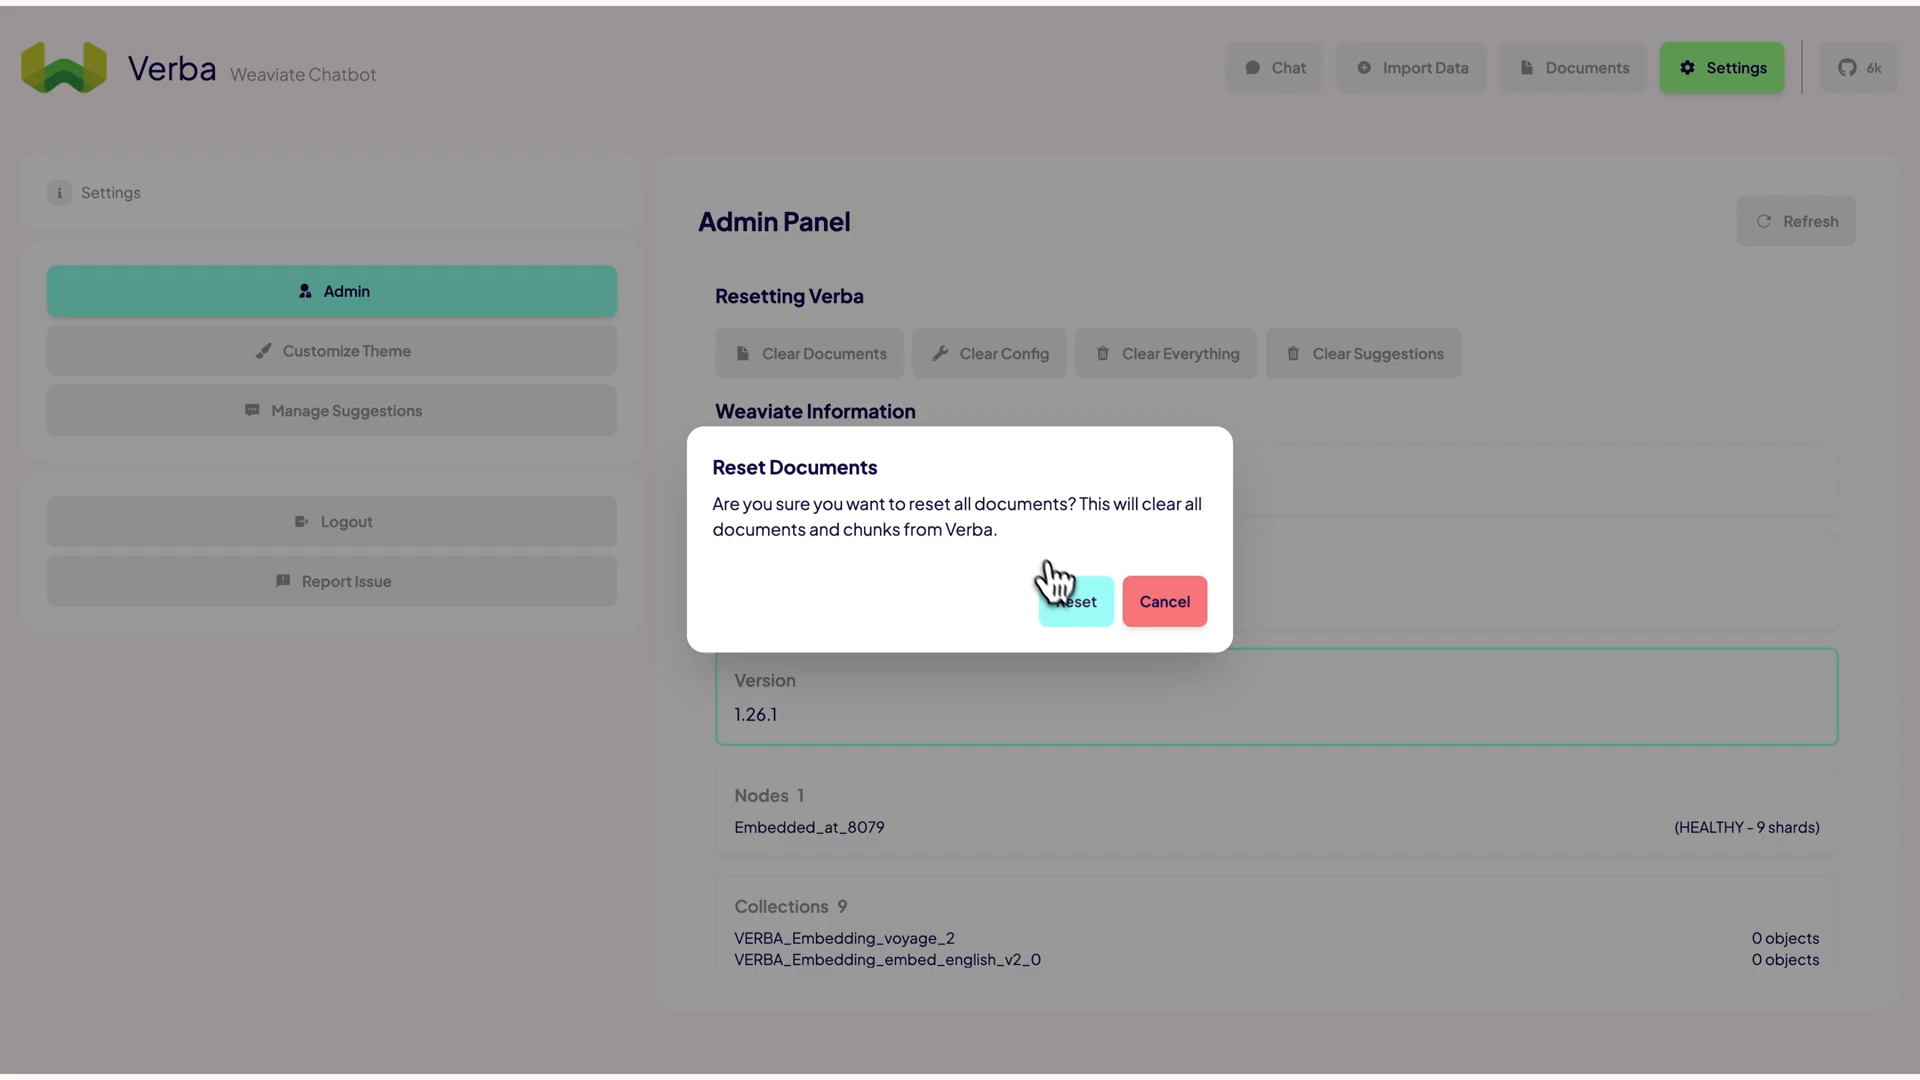 Verba Weaviate Chatbot
Chat
Import Data
Documents
Settings
6k
Settings
Admin
Customize Theme
Manage Suggestions
Logout
Report Issue
Admin Panel
Refresh
Resetting Verba
Clear Documents
Clear Config
Clear Everything
Clear Suggestions
Weaviate Information
Reset Documents
Are you sure you want to reset all documents? This will clear all
documents and chunks from Verba.
Cancel
Version
1.26.1
Nodes 1
Embedded_at_8079 (HEALTHY - 9 shards)
Collections 9
VERBA_Embedding_voyage_2 0 objects
VERBA_Embedding_embed_english_v2_0 0 objects